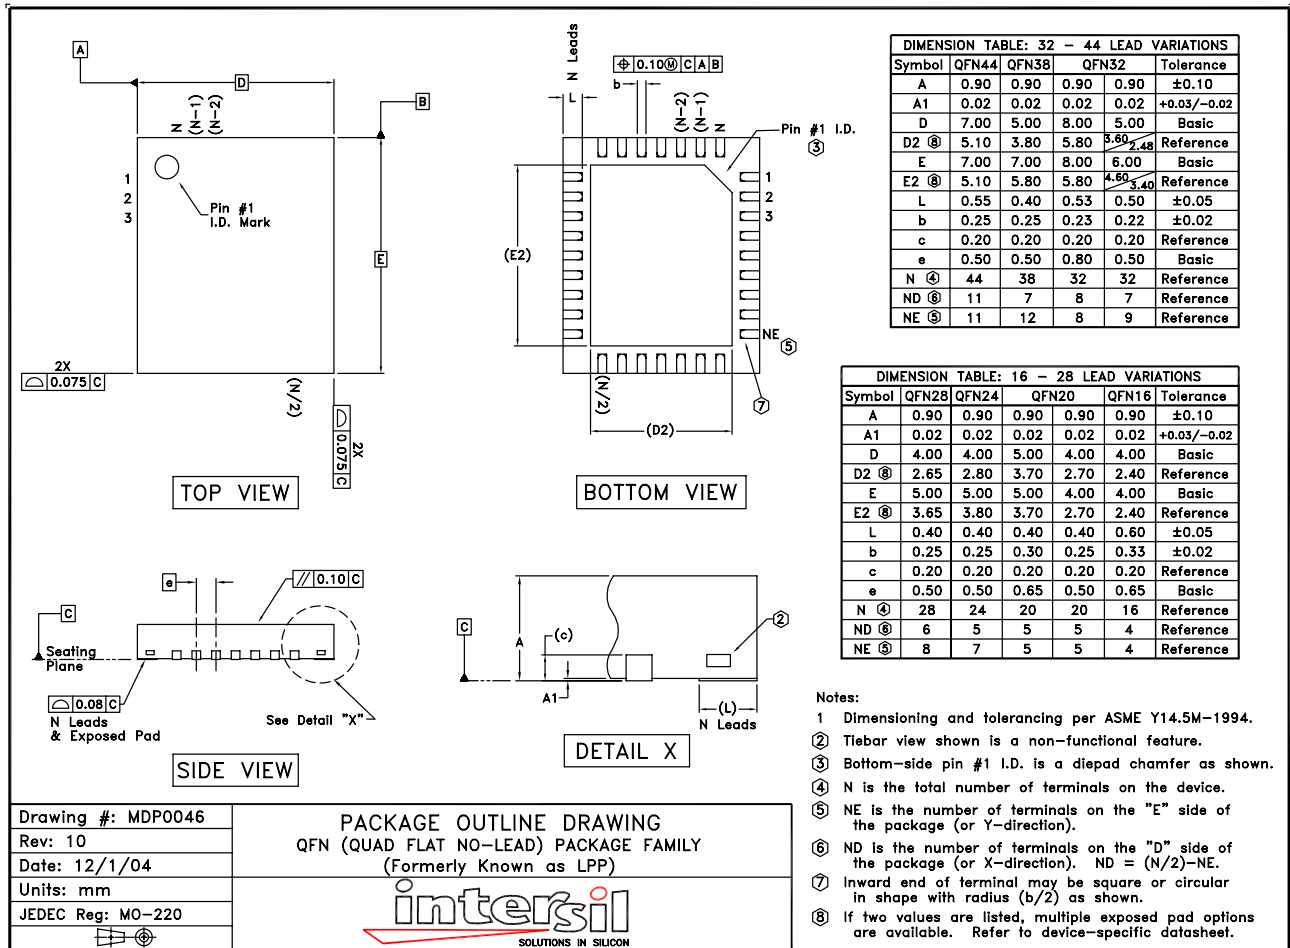 A
D
B
N
(N-1)
(N-2)
1
2
3
Pin #1
I.D. Mark
E
2X
0.075 C
(N/2)
2X
0.075 C
TOP VIEW
N Leads
L
0.10Ⓜ C A B
b
(N-2)
(N-1)
N
Pin #1 I.D.
3
1
2
3
(E2)
NE
5
(N/2)
7
(D2)
BOTTOM VIEW
DIMENSION TABLE: 32 - 44 LEAD VARIATIONS
Symbol QFN44 QFN38 QFN32 Tolerance
A 0.90 0.90 0.90 0.90 ±0.10
A1 0.02 0.02 0.02 0.02 +0.03/-0.02
D 7.00 5.00 8.00 5.00 Basic
D2 8 5.10 3.80 5.80 3.60/2.48 Reference
E 7.00 7.00 8.00 6.00 Basic
E2 8 5.10 5.80 5.80 4.60/3.40 Reference
L 0.55 0.40 0.53 0.50 ±0.05
b 0.25 0.25 0.23 0.22 ±0.02
c 0.20 0.20 0.20 0.20 Reference
e 0.50 0.50 0.80 0.50 Basic
N 4 44 38 32 32 Reference
ND 6 11 7 8 7 Reference
NE 5 11 12 8 9 Reference
DIMENSION TABLE: 16 - 28 LEAD VARIATIONS
Symbol QFN28 QFN24 QFN20 QFN16 Tolerance
A 0.90 0.90 0.90 0.90 0.90 ±0.10
A1 0.02 0.02 0.02 0.02 0.02 +0.03/-0.02
D 4.00 4.00 5.00 4.00 4.00 Basic
D2 8 2.65 2.80 3.70 2.70 2.40 Reference
E 5.00 5.00 5.00 4.00 4.00 Basic
E2 8 3.65 3.80 3.70 2.70 2.40 Reference
L 0.40 0.40 0.40 0.40 0.60 ±0.05
b 0.25 0.25 0.30 0.25 0.33 ±0.02
c 0.20 0.20 0.20 0.20 0.20 Reference
e 0.50 0.50 0.65 0.50 0.65 Basic
N 4 28 24 20 20 16 Reference
ND 6 6 5 5 5 4 Reference
NE 5 8 7 5 5 4 Reference
e
// 0.10 C
C
Seating
Plane
0.08 C
N Leads
& Exposed Pad
See Detail "X"
SIDE VIEW
C
A
(c)
2
A1
(L)
N Leads
DETAIL X
Notes:
1 Dimensioning and tolerancing per ASME Y14.5M-1994.
2 Tiebar view shown is a non-functional feature.
3 Bottom-side pin #1 I.D. is a diepad chamfer as shown.
4 N is the total number of terminals on the device.
5 NE is the number of terminals on the "E" side of
the package (or Y-direction).
6 ND is the number of terminals on the "D" side of
the package (or X-direction). ND = (N/2)-NE.
7 Inward end of terminal may be square or circular
in shape with radius (b/2) as shown.
8 If two values are listed, multiple exposed pad options
are available. Refer to device-specific datasheet.
Drawing #: MDP0046
Rev: 10
Date: 12/1/04
Units: mm
JEDEC Reg: MO-220
PACKAGE OUTLINE DRAWING
QFN (QUAD FLAT NO-LEAD) PACKAGE FAMILY
(Formerly Known as LPP)
intersil
SOLUTIONS IN SILICON